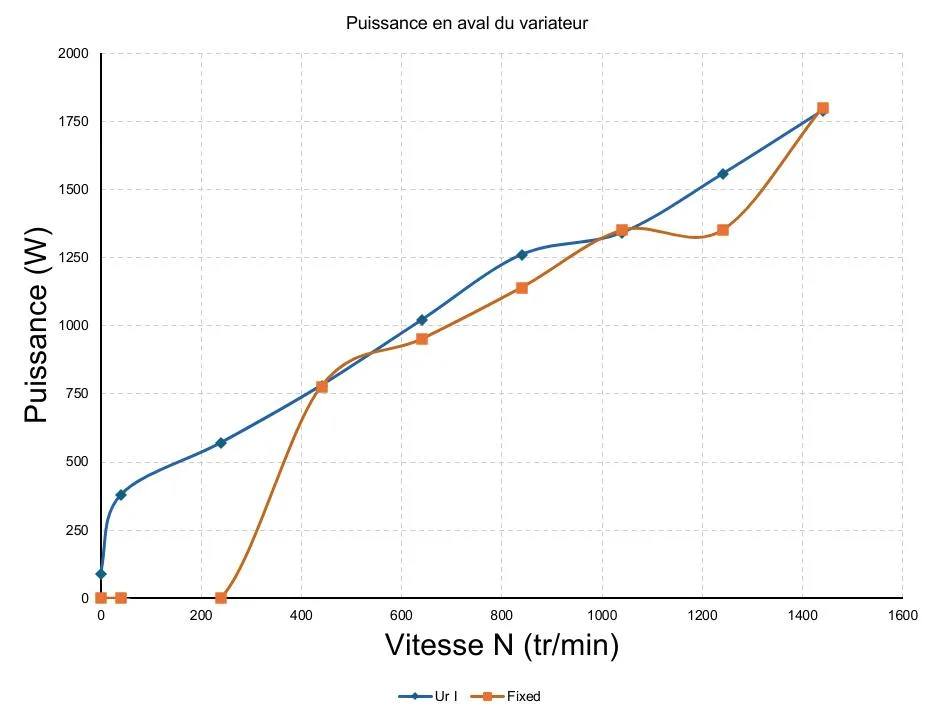 Puissance en aval du variateur
2000
1750
1500
1250
1000
750
500
250
0
Puissance (W)
0 200 400 600 800 1000 1200 1400 1600
Vitesse N (tr/min)
Ur I Fixed